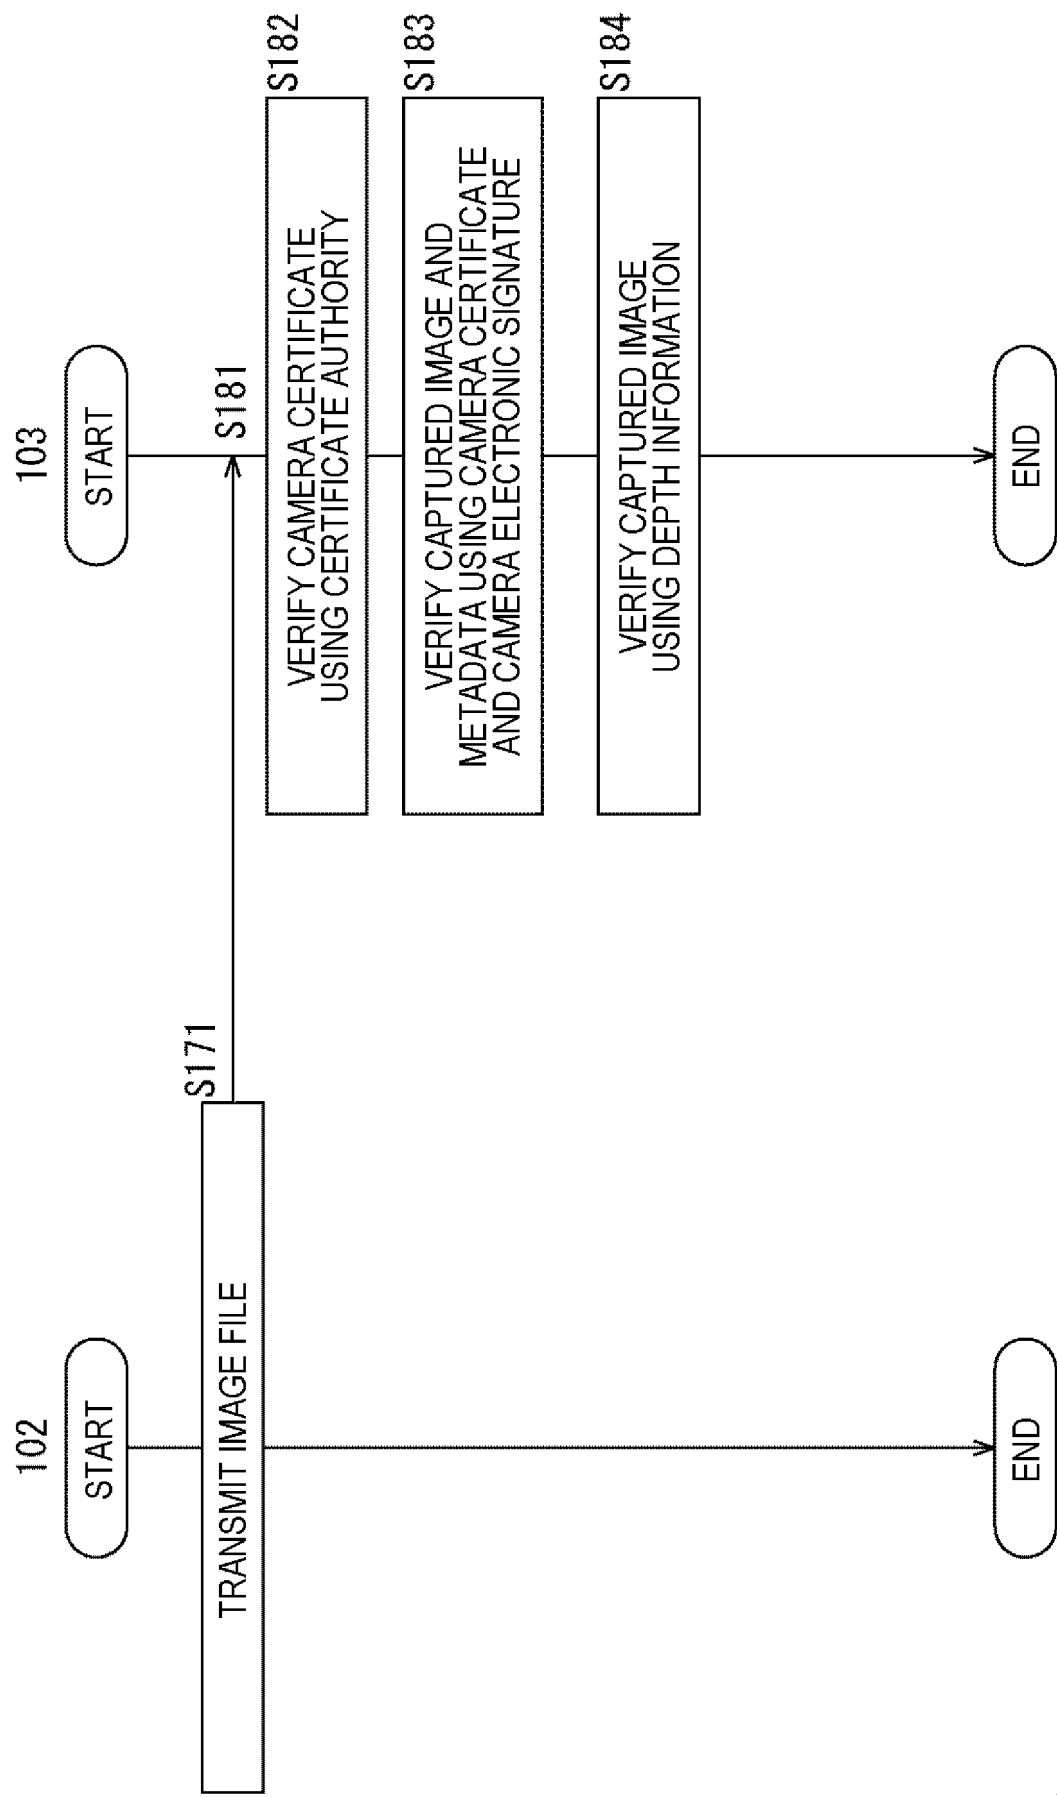 102
START
S171
TRANSMIT IMAGE FILE
END
103
START
S181
S182
VERIFY CAMERA CERTIFICATE
USING CERTIFICATE AUTHORITY
S183
VERIFY CAPTURED IMAGE AND
METADATA USING CAMERA CERTIFICATE
AND CAMERA ELECTRONIC SIGNATURE
S184
VERIFY CAPTURED IMAGE
USING DEPTH INFORMATION
END